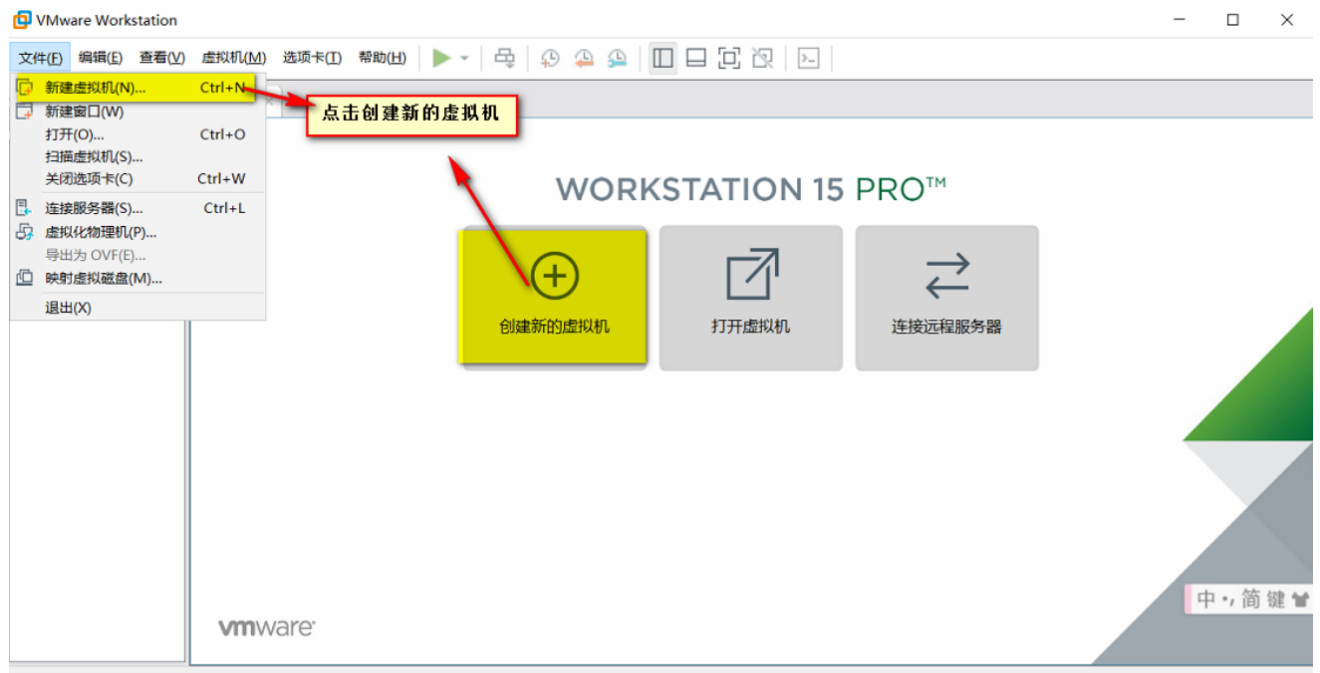 VMware Workstation
文件(F) 编辑(E) 查看(V) 虚拟机(M) 选项卡(T) 帮助(H)
新建虚拟机(N)... Ctrl+N
新建窗口(W)
打开(O)... Ctrl+O
扫描虚拟机(S)...
关闭选项卡(C) Ctrl+W
连接服务器(S)... Ctrl+L
虚拟化物理机(P)...
导出为 OVF(E)...
映射虚拟磁盘(M)...
退出(X)
点击创建新的虚拟机
WORKSTATION 15 PRO™
创建新的虚拟机
打开虚拟机
连接远程服务器
中 •, 简 键
vmware®